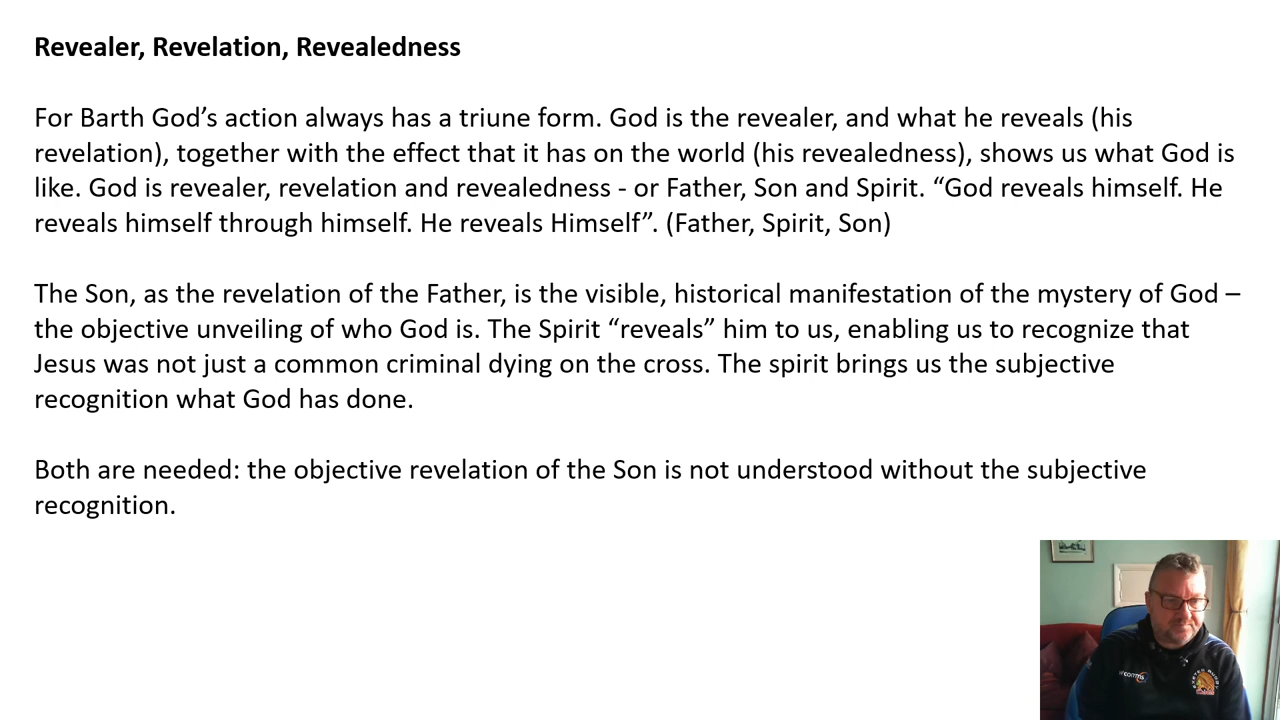 Revealer, Revelation, Revealedness
For Barth God’s action always has a triune form. God is the revealer, and what he reveals (his
revelation), together with the effect that it has on the world (his revealedness), shows us what God is
like. God is revealer, revelation and revealedness - or Father, Son and Spirit. “God reveals himself. He
reveals himself through himself. He reveals Himself”. (Father, Spirit, Son)
The Son, as the revelation of the Father, is the visible, historical manifestation of the mystery of God –
the objective unveiling of who God is. The Spirit “reveals” him to us, enabling us to recognize that
Jesus was not just a common criminal dying on the cross. The spirit brings us the subjective
recognition what God has done.
Both are needed: the objective revelation of the Son is not understood without the subjective
recognition.